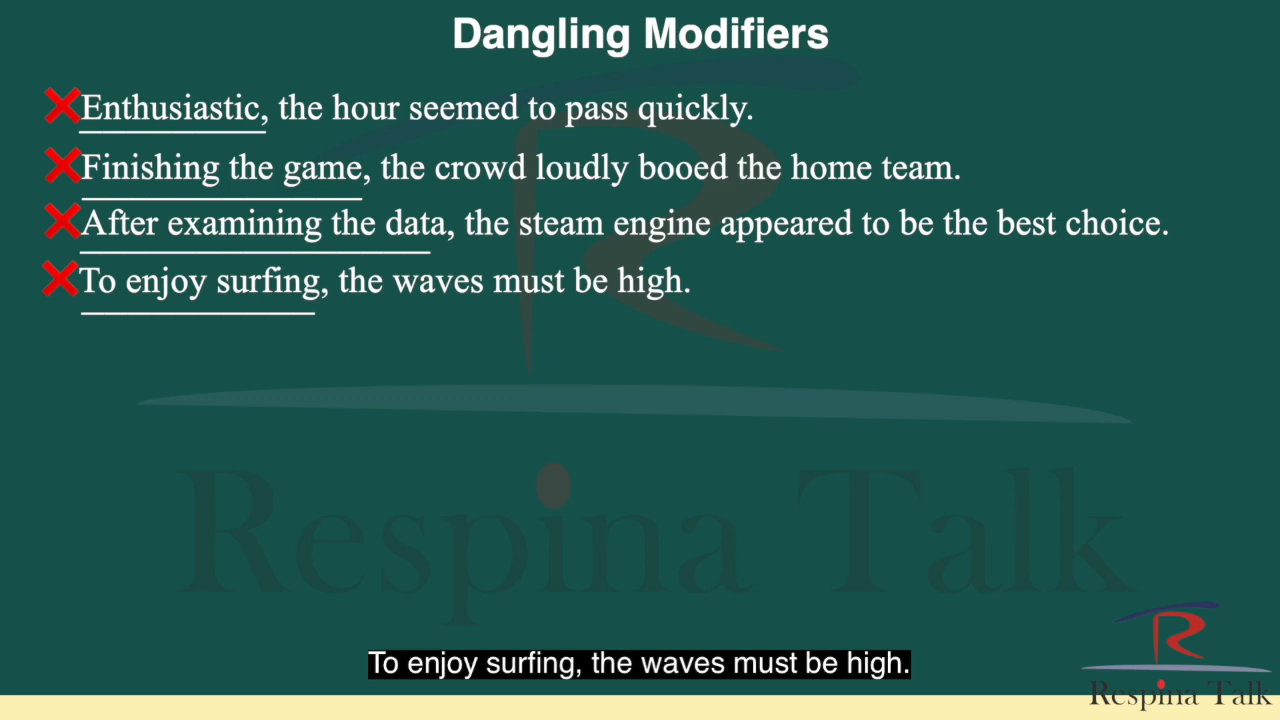 Dangling Modifiers
❌Enthusiastic, the hour seemed to pass quickly.
❌Finishing the game, the crowd loudly booed the home team.
❌After examining the data, the steam engine appeared to be the best choice.
❌To enjoy surfing, the waves must be high.
Respina Talk
To enjoy surfing, the waves must be high.
R
Respina Talk